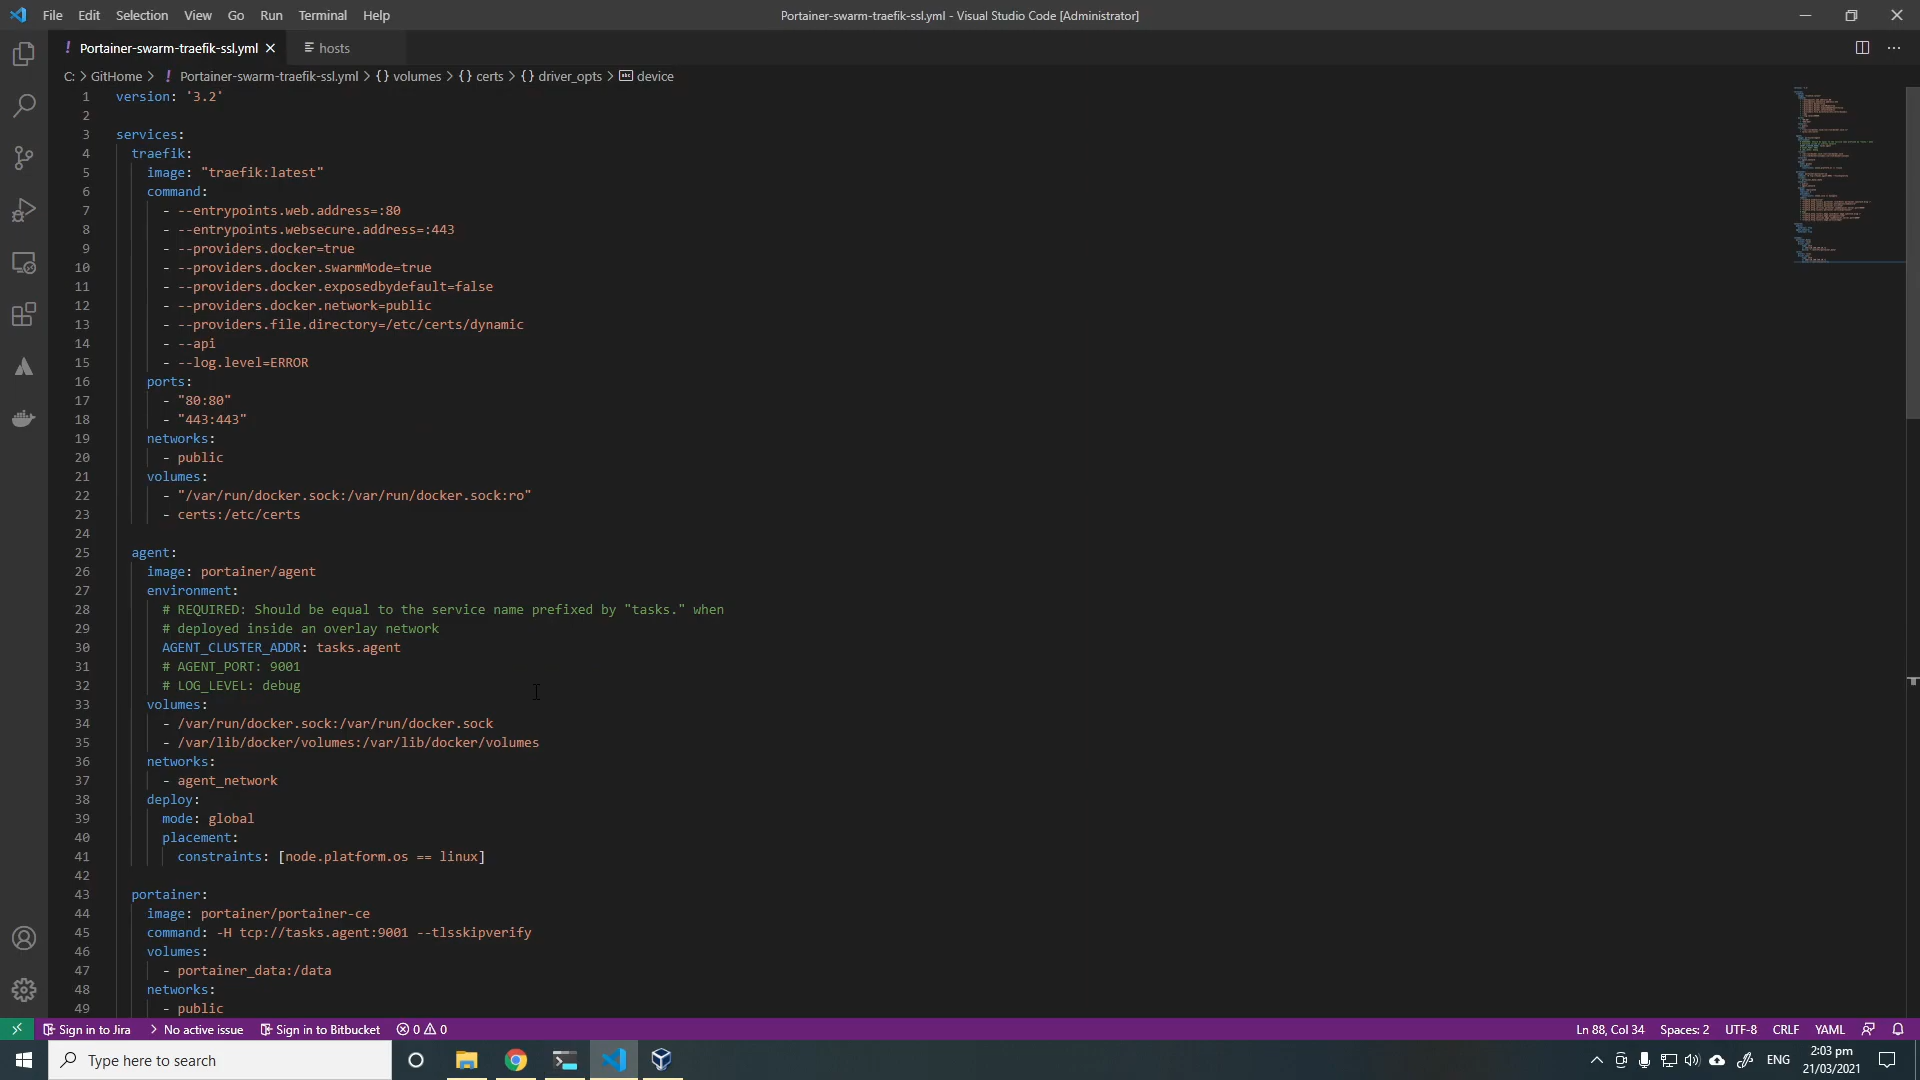 File Edit Selection View Go Run Terminal Help
Portainer-swarm-traefik-ssl.yml - Visual Studio Code [Administrator]
! Portainer-swarm-traefik-ssl.yml
hosts
C: > GitHome > ! Portainer-swarm-traefik-ssl.yml > {} volumes > {} certs > {} driver_opts > abc device
1 version: '3.2'
2
3 services:
4 traefik:
5 image: "traefik:latest"
6 command:
7 - --entrypoints.web.address=:80
8 - --entrypoints.websecure.address=:443
9 - --providers.docker=true
10 - --providers.docker.swarmMode=true
11 - --providers.docker.exposedbydefault=false
12 - --providers.docker.network=public
13 - --providers.file.directory=/etc/certs/dynamic
14 - --api
15 - --log.level=ERROR
16 ports:
17 - "80:80"
18 - "443:443"
19 networks:
20 - public
21 volumes:
22 - "/var/run/docker.sock:/var/run/docker.sock:ro"
23 - certs:/etc/certs
24
25 agent:
26 image: portainer/agent
27 environment:
28 # REQUIRED: Should be equal to the service name prefixed by "tasks." when
29 # deployed inside an overlay network
30 AGENT_CLUSTER_ADDR: tasks.agent
31 # AGENT_PORT: 9001
32 # LOG_LEVEL: debug
33 volumes:
34 - /var/run/docker.sock:/var/run/docker.sock
35 - /var/lib/docker/volumes:/var/lib/docker/volumes
36 networks:
37 - agent_network
38 deploy:
39 mode: global
40 placement:
41 constraints: [node.platform.os == linux]
42
43 portainer:
44 image: portainer/portainer-ce
45 command: -H tcp://tasks.agent:9001 --tlsskipverify
46 volumes:
47 - portainer_data:/data
48 networks:
49 - public
Sign in to Jira > No active issue Sign in to Bitbucket 0 0 Ln 88, Col 34 Spaces: 2 UTF-8 CRLF YAML
Type here to search
ENG
2:03 pm
21/03/2021